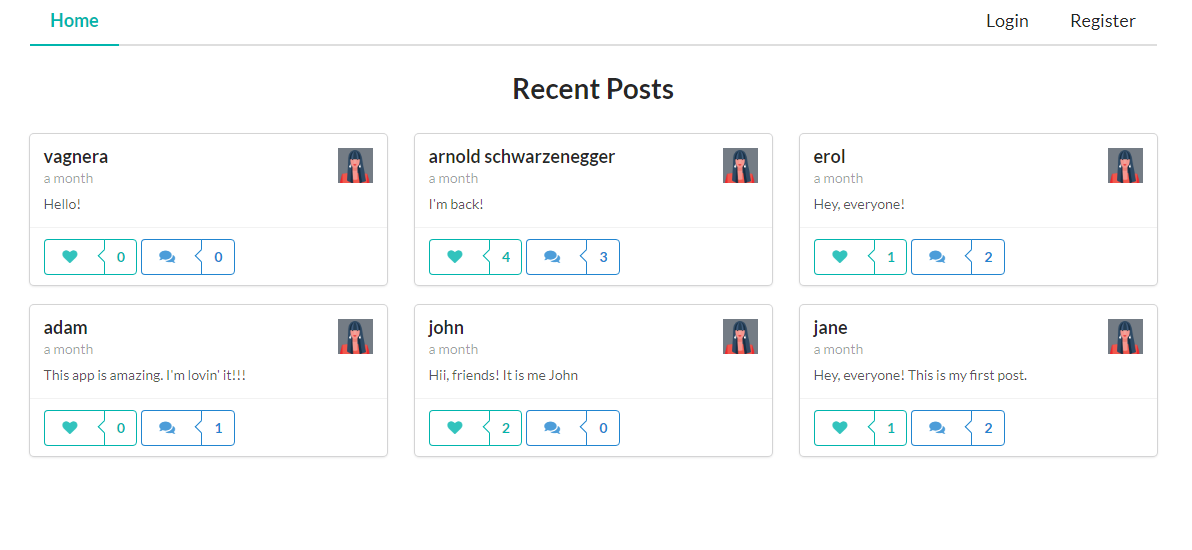 Home Login Register
Recent Posts
vagnera
a month
Hello!
0 0
arnold schwarzenegger
a month
I'm back!
4 3
erol
a month
Hey, everyone!
1 2
adam
a month
This app is amazing. I'm lovin' it!!!
0 1
john
a month
Hii, friends! It is me John
2 0
jane
a month
Hey, everyone! This is my first post.
1 2